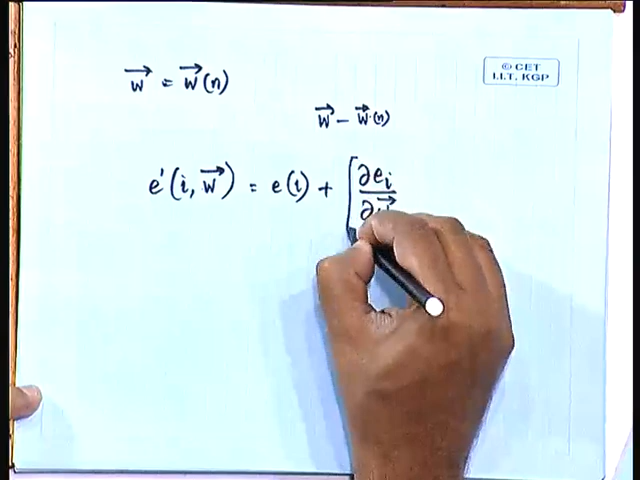 © CET
I.I.T. KGP
w⃗ = w⃗(n)
w⃗ − w⃗(n)
e'(i, w⃗) = e(i) + [∂eᵢ / ∂w⃗